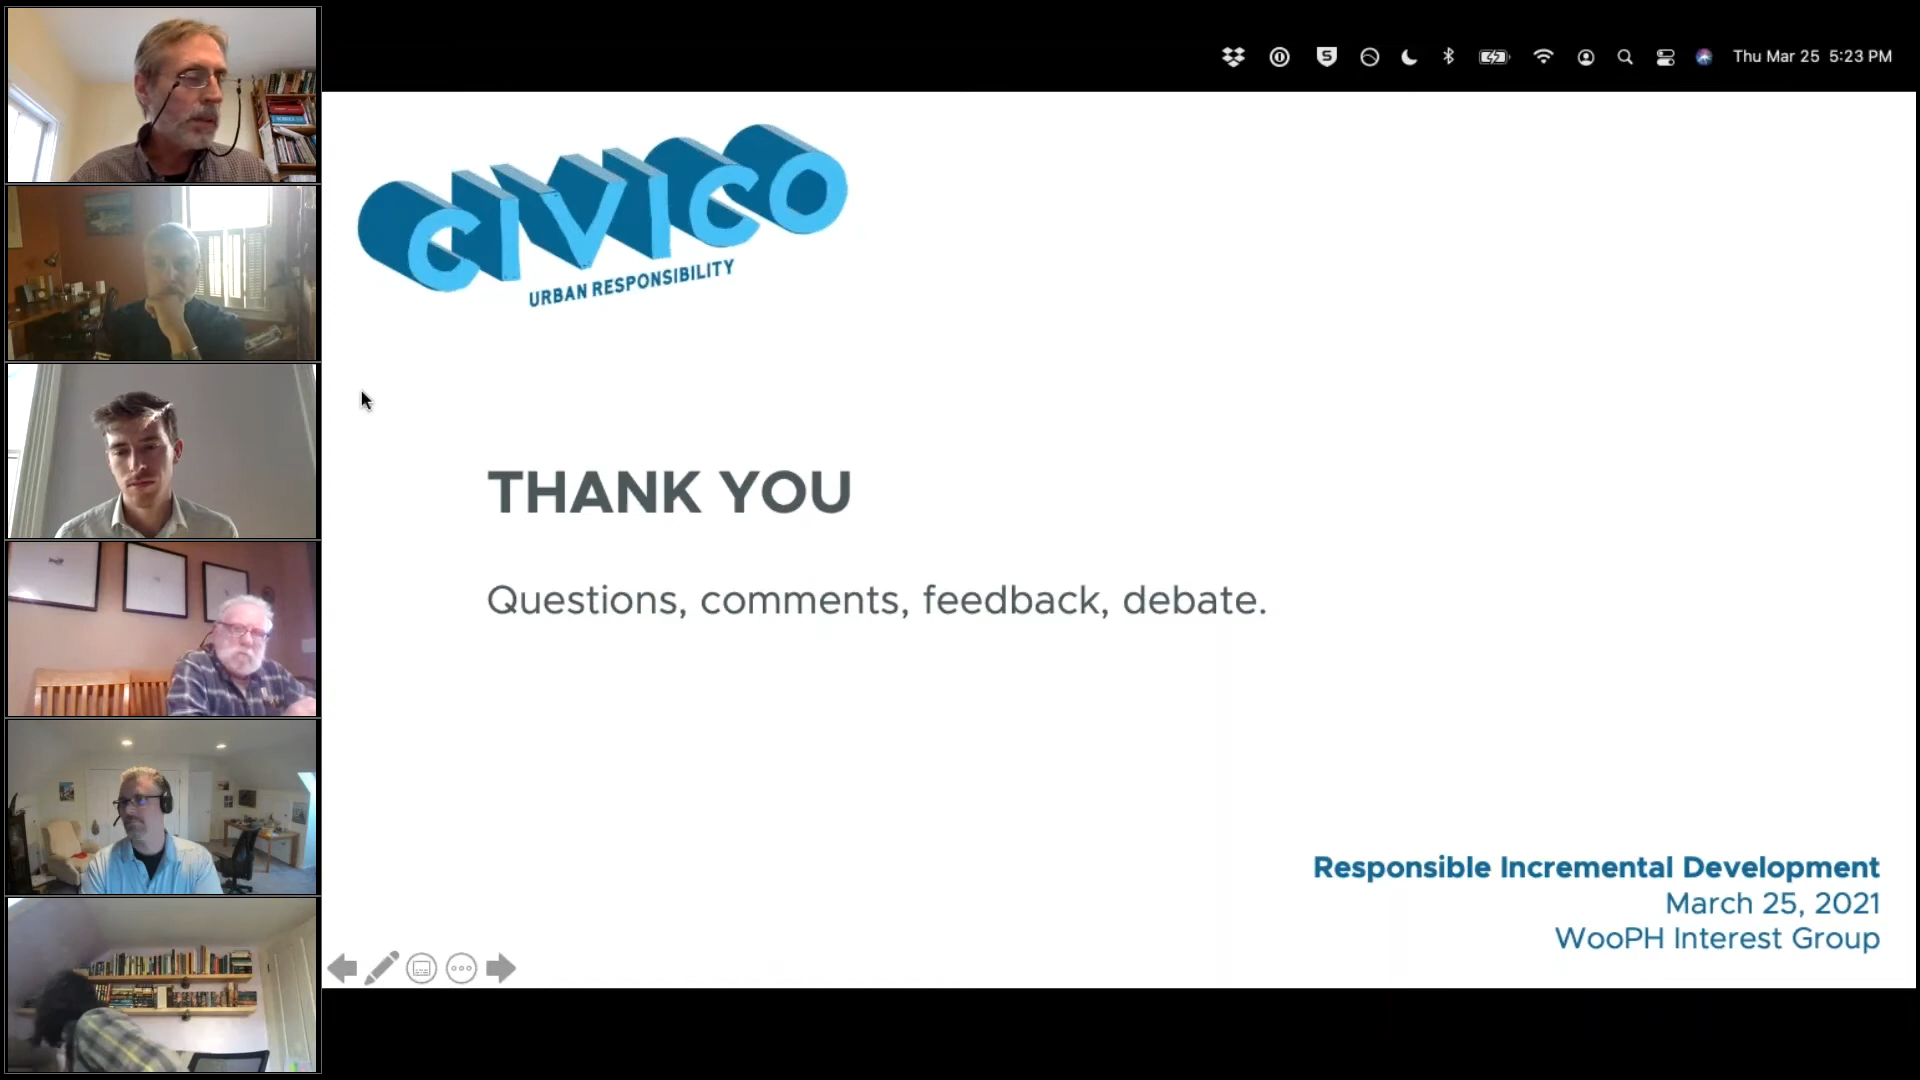 Thu Mar 25 5:23 PM
CIVICO
URBAN RESPONSIBILITY
THANK YOU
Questions, comments, feedback, debate.
Responsible Incremental Development
March 25, 2021
WooPH Interest Group